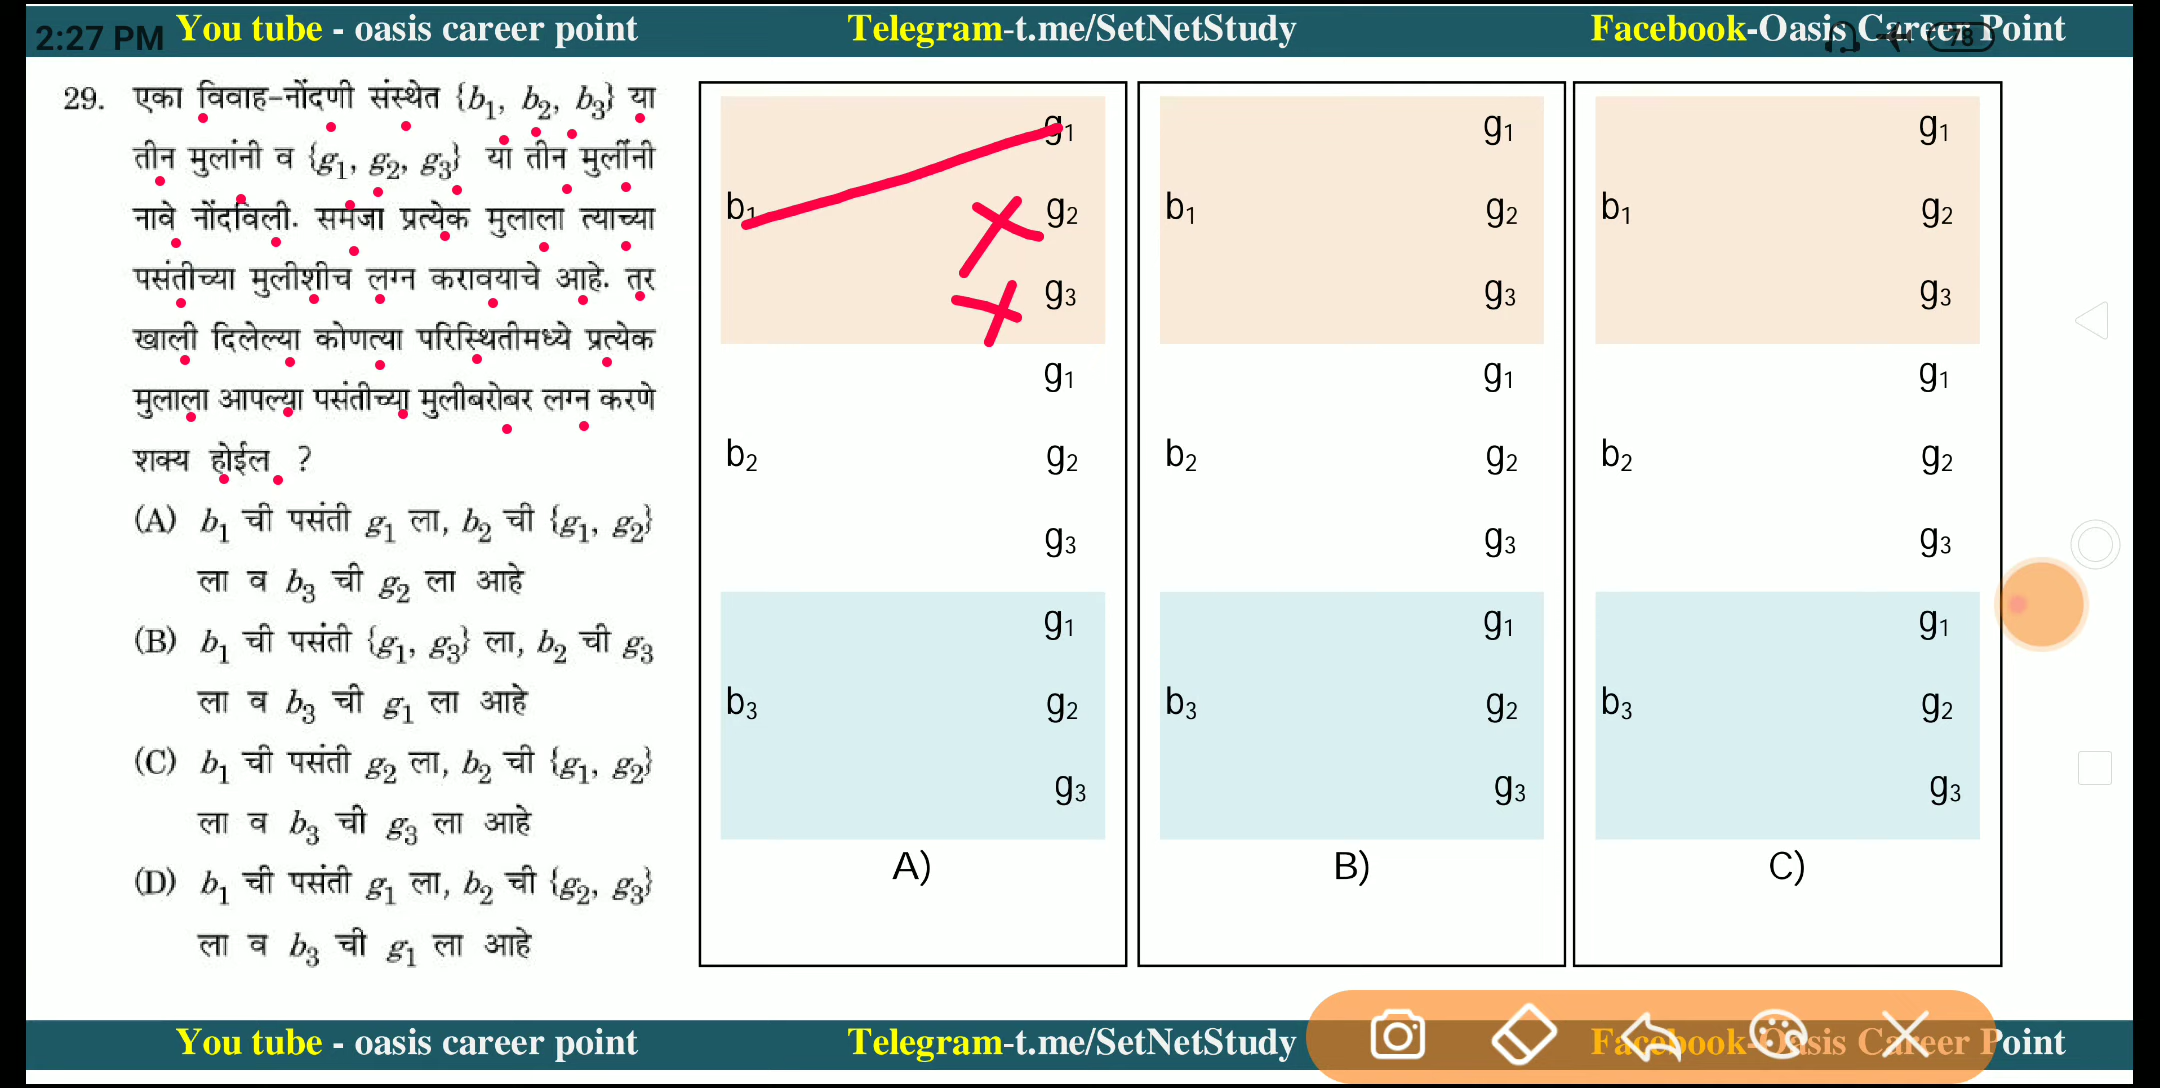 You tube - oasis career point Telegram-t.me/SetNetStudy Facebook-Oasis Career Point
2:27 PM 78
29. एका विवाह-नोंदणी संस्थेत {b1, b2, b3} या
तीन मुलांनी व {g1, g2, g3} या तीन मुलींनी
नावे नोंदविली. समजा प्रत्येक मुलाला त्याच्या
पसंतीच्या मुलीशीच लग्न करावयाचे आहे. तर
खाली दिलेल्या कोणत्या परिस्थितीमध्ये प्रत्येक
मुलाला आपल्या पसंतीच्या मुलीबरोबर लग्न करणे
शक्य होईल ?
(A) b1 ची पसंती g1 ला, b2 ची {g1, g2}
ला व b3 ची g2 ला आहे
(B) b1 ची पसंती {g1, g3} ला, b2 ची g3
ला व b3 ची g1 ला आहे
(C) b1 ची पसंती g2 ला, b2 ची {g1, g2}
ला व b3 ची g3 ला आहे
(D) b1 ची पसंती g1 ला, b2 ची {g2, g3}
ला व b3 ची g1 ला आहे
g1
b1 g2
g3
g1
b2 g2
g3
g1
b3 g2
g3
A)
g1
b1 g2
g3
g1
b2 g2
g3
g1
b3 g2
g3
B)
g1
b1 g2
g3
g1
b2 g2
g3
g1
b3 g2
g3
C)
You tube - oasis career point Telegram-t.me/SetNetStudy Facebook-Oasis Career Point